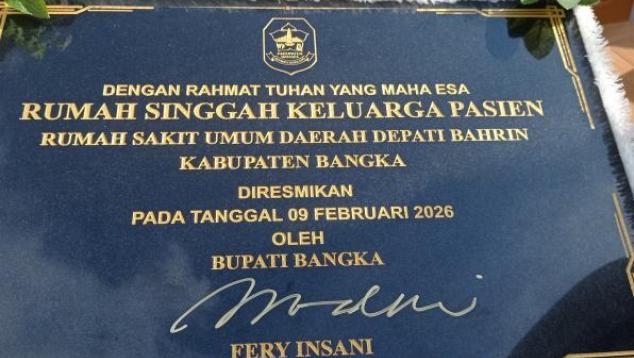 DENGAN RAHMAT TUHAN YANG MAHA ESA
RUMAH SINGGAH KELUARGA PASIEN
RUMAH SAKIT UMUM DAERAH DEPATI BAHRIN
KABUPATEN BANGKA
DIRESMIKAN
PADA TANGGAL 09 FEBRUARI 2026
OLEH
BUPATI BANGKA
FERY INSANI